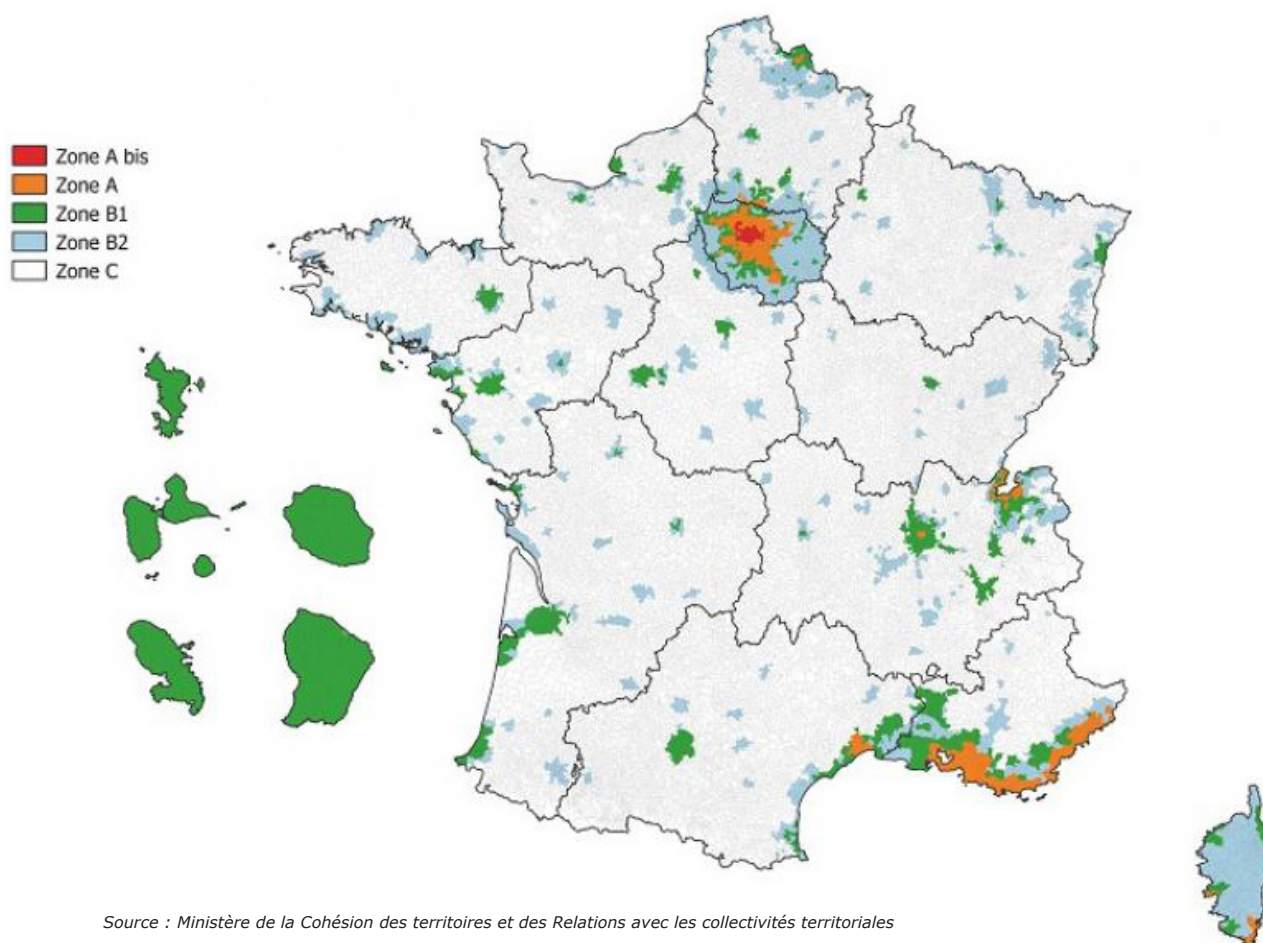 Zone A bis
Zone A
Zone B1
Zone B2
Zone C
Source : Ministère de la Cohésion des territoires et des Relations avec les collectivités territoriales